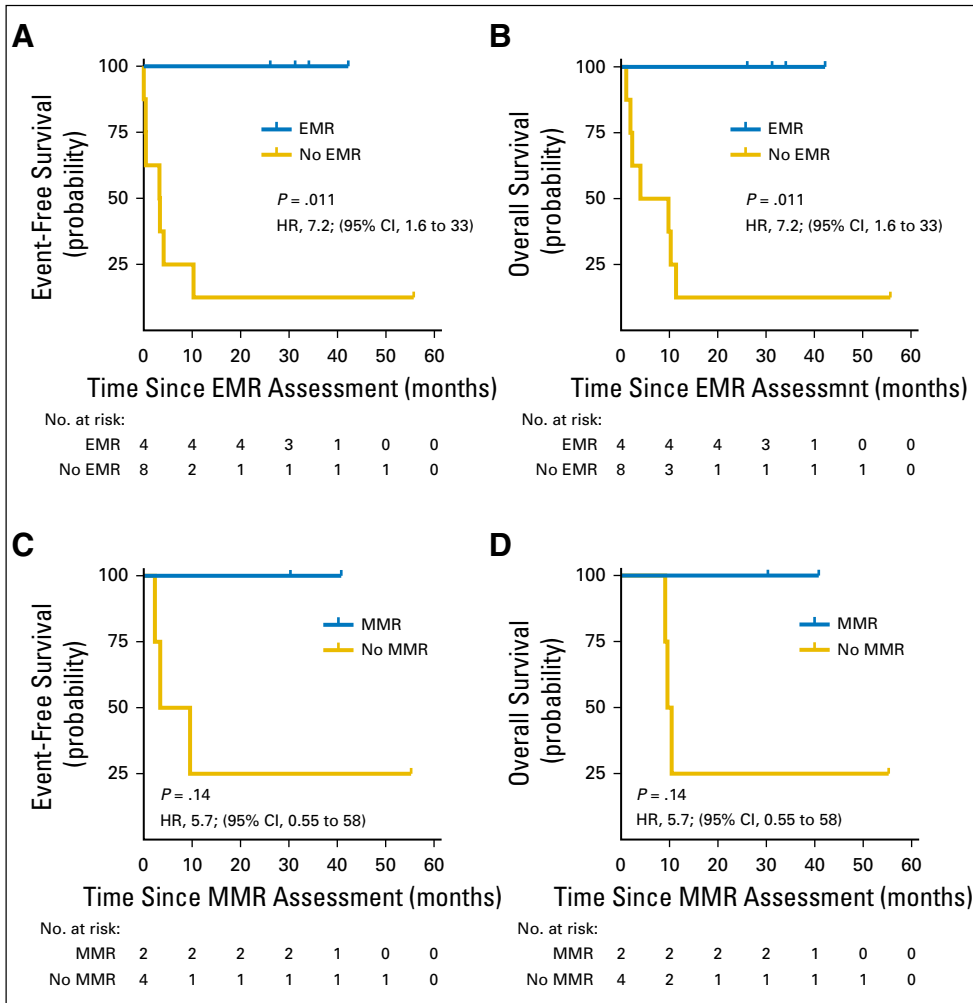 A
Event-Free Survival
(probability)
100
75
50
25
EMR
No EMR
P = .011
HR, 7.2; (95% CI, 1.6 to 33)
0 10 20 30 40 50 60
Time Since EMR Assessment (months)
No. at risk:
EMR 4 4 4 3 1 0 0
No EMR 8 2 1 1 1 1 0
B
Overall Survival
(probability)
100
75
50
25
EMR
No EMR
P = .011
HR, 7.2; (95% CI, 1.6 to 33)
0 10 20 30 40 50 60
Time Since EMR Assessmnt (months)
No. at risk:
EMR 4 4 4 3 1 0 0
No EMR 8 3 1 1 1 1 0
C
Event-Free Survival
(probability)
100
75
50
25
MMR
No MMR
P = .14
HR, 5.7; (95% CI, 0.55 to 58)
0 10 20 30 40 50 60
Time Since MMR Assessment (months)
No. at risk:
MMR 2 2 2 2 1 0 0
No MMR 4 1 1 1 1 1 0
D
Overall Survival
(probability)
100
75
50
25
MMR
No MMR
P = .14
HR, 5.7; (95% CI, 0.55 to 58)
0 10 20 30 40 50 60
Time Since MMR Assessment (months)
No. at risk:
MMR 2 2 2 2 1 0 0
No MMR 4 2 1 1 1 1 0